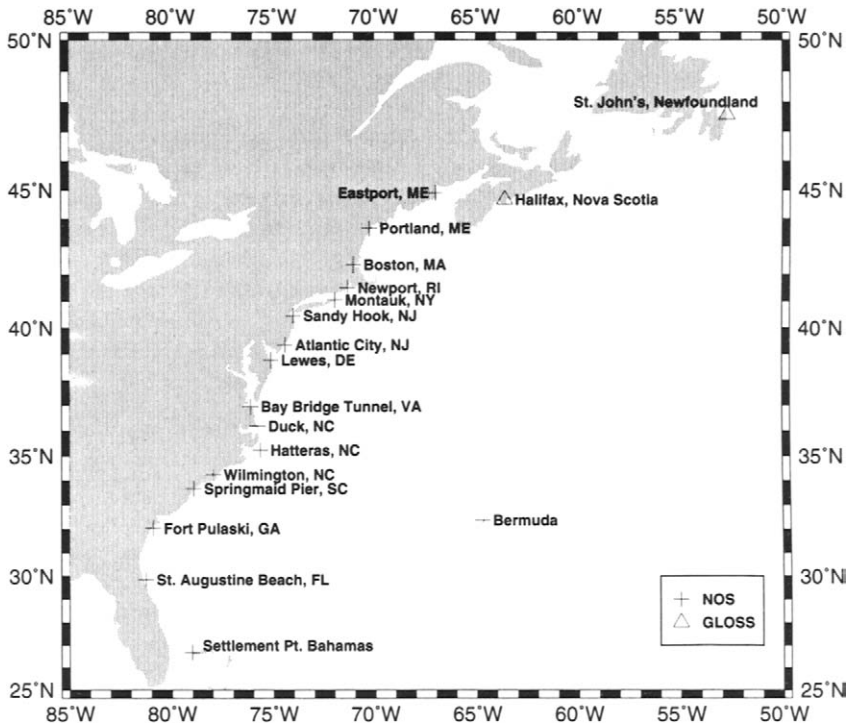 85°W 80°W 75°W 70°W 65°W 60°W 55°W 50°W
50°N 50°N
St. John's, Newfoundland
45°N Eastport, ME Halifax, Nova Scotia 45°N
Portland, ME
Boston, MA
Newport, RI
Montauk, NY
Sandy Hook, NJ
40°N 40°N
Atlantic City, NJ
Lewes, DE
Bay Bridge Tunnel, VA
Duck, NC
Hatteras, NC
35°N 35°N
Wilmington, NC
Springmaid Pier, SC
Bermuda
Fort Pulaski, GA
30°N St. Augustine Beach, FL 30°N
NOS
GLOSS
Settlement Pt. Bahamas
25°N 25°N
85°W 80°W 75°W 70°W 65°W 60°W 55°W 50°W